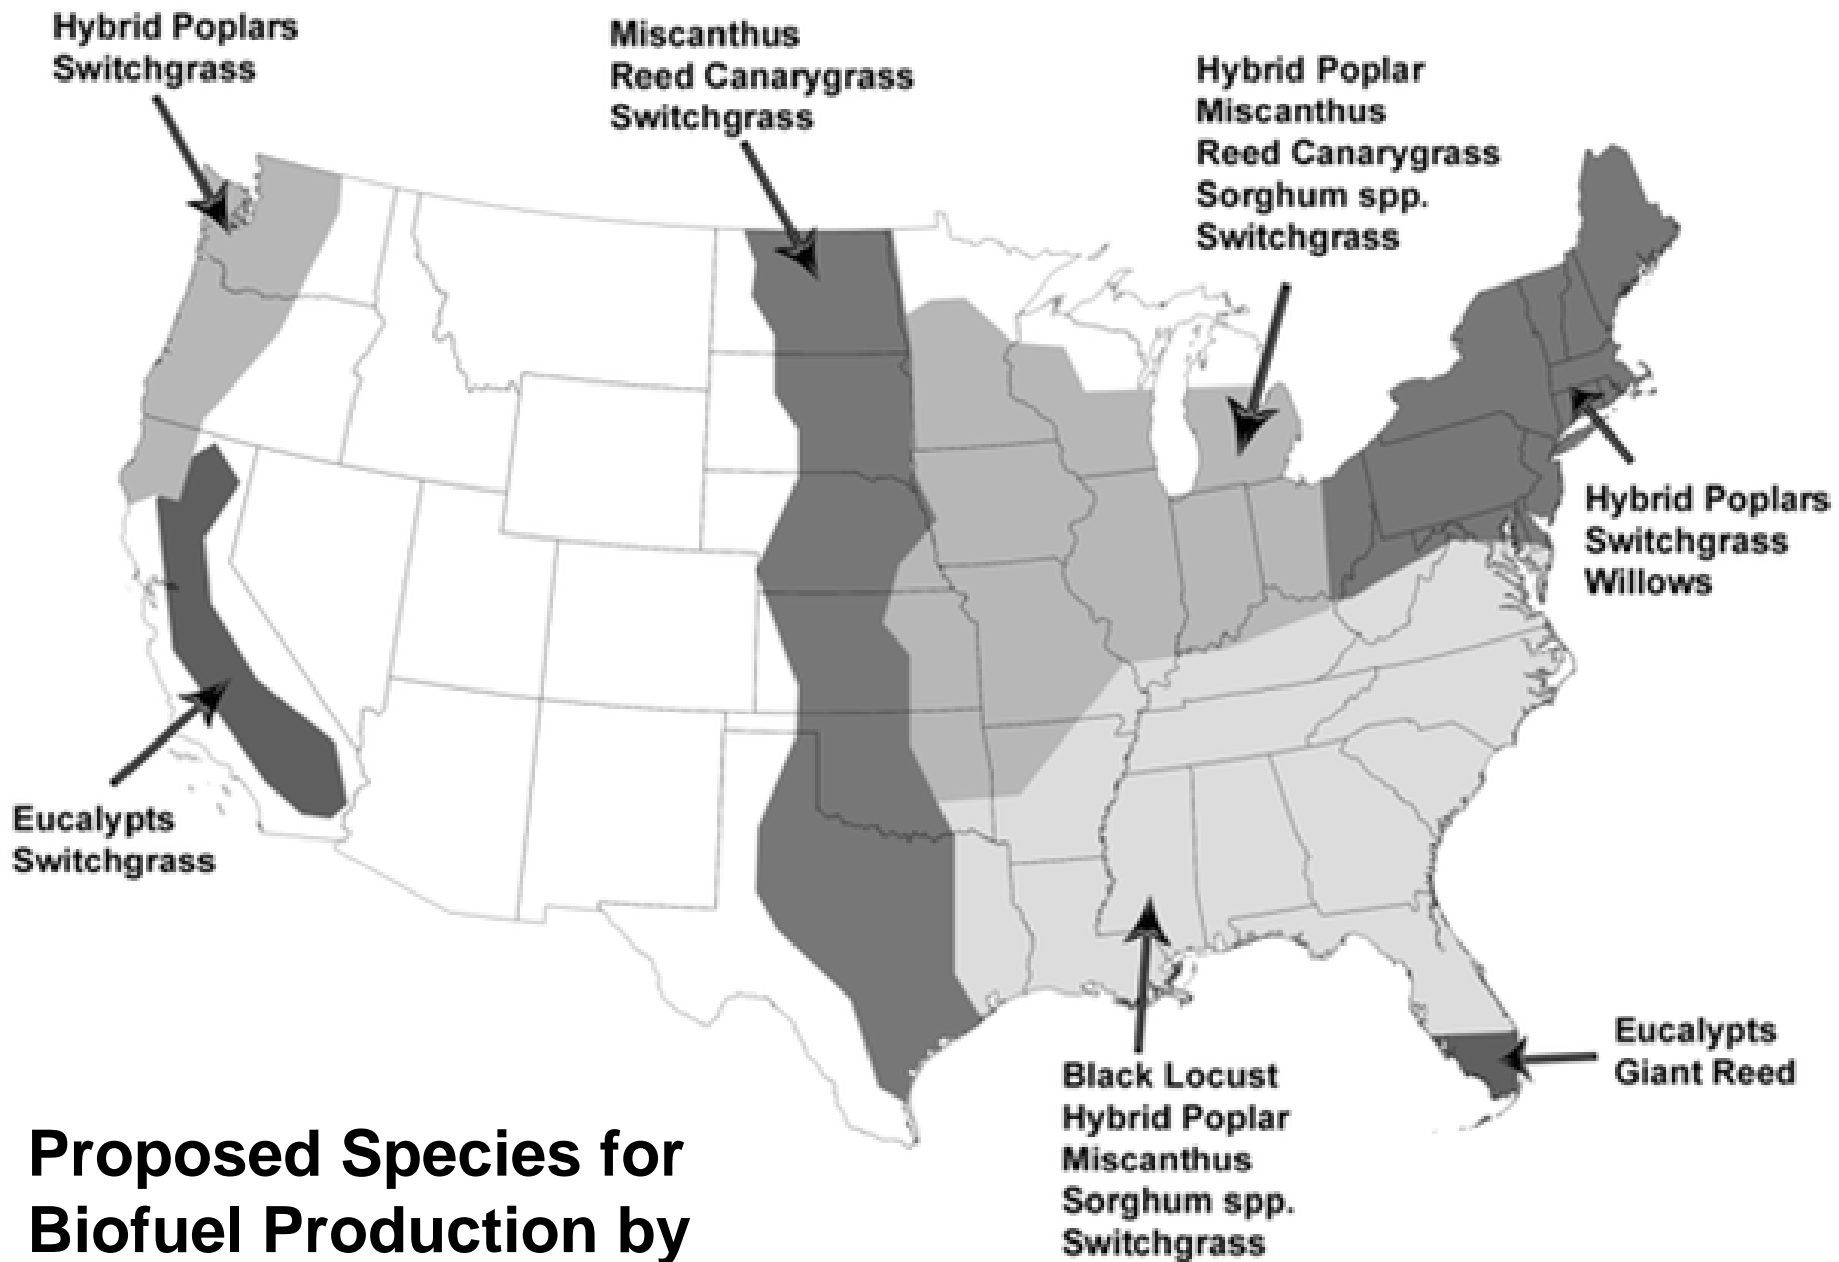 Hybrid Poplars
Switchgrass
Miscanthus
Reed Canarygrass
Switchgrass
Hybrid Poplar
Miscanthus
Reed Canarygrass
Sorghum spp.
Switchgrass
Hybrid Poplars
Switchgrass
Willows
Eucalypts
Switchgrass
Eucalypts
Giant Reed
Black Locust
Hybrid Poplar
Miscanthus
Sorghum spp.
Switchgrass
Proposed Species for
Biofuel Production by